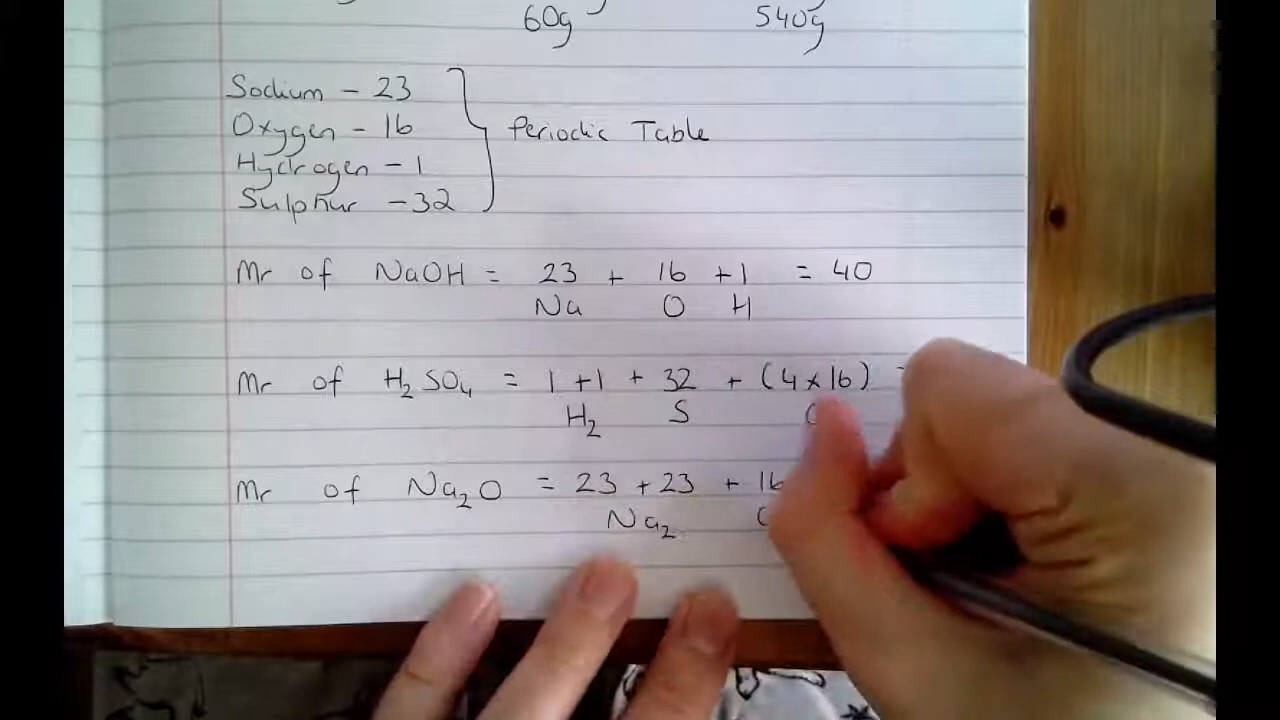 60g 540g
Sodium - 23
Oxygen - 16
Hydrogen - 1
Sulphur - 32
Periodic Table
Mr of NaOH = 23 + 16 + 1 = 40
Na O H
Mr of H₂SO₄ = 1 + 1 + 32 + (4 × 16)
H₂ S
Mr of Na₂O = 23 + 23 + 16
Na₂